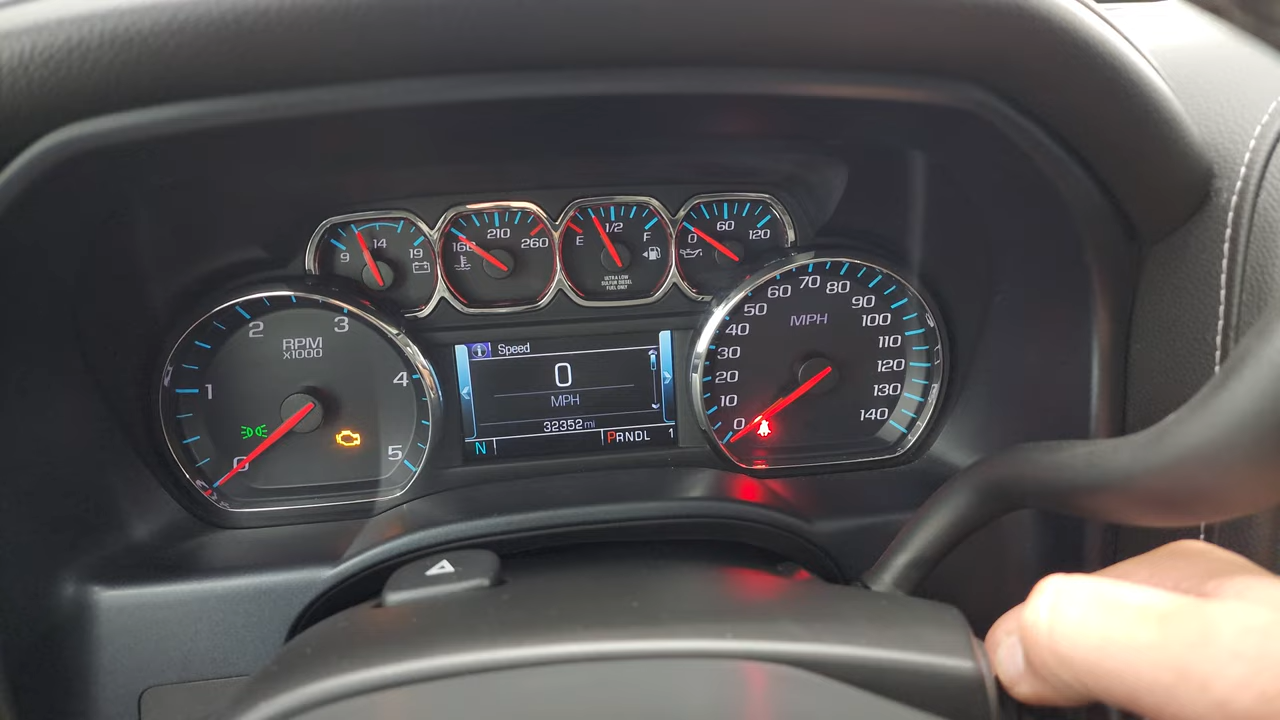 9 14 19
160 210 260
E 1/2 F
ULTRA LOW
SULFUR DIESEL
FUEL ONLY
0 60 120
0 1 2 3 4 5
RPM
X1000
Speed
0
MPH
32352 mi
N PRNDL 1
0 10 20 30 40 50 60 70 80 90 100 110 120 130 140
MPH